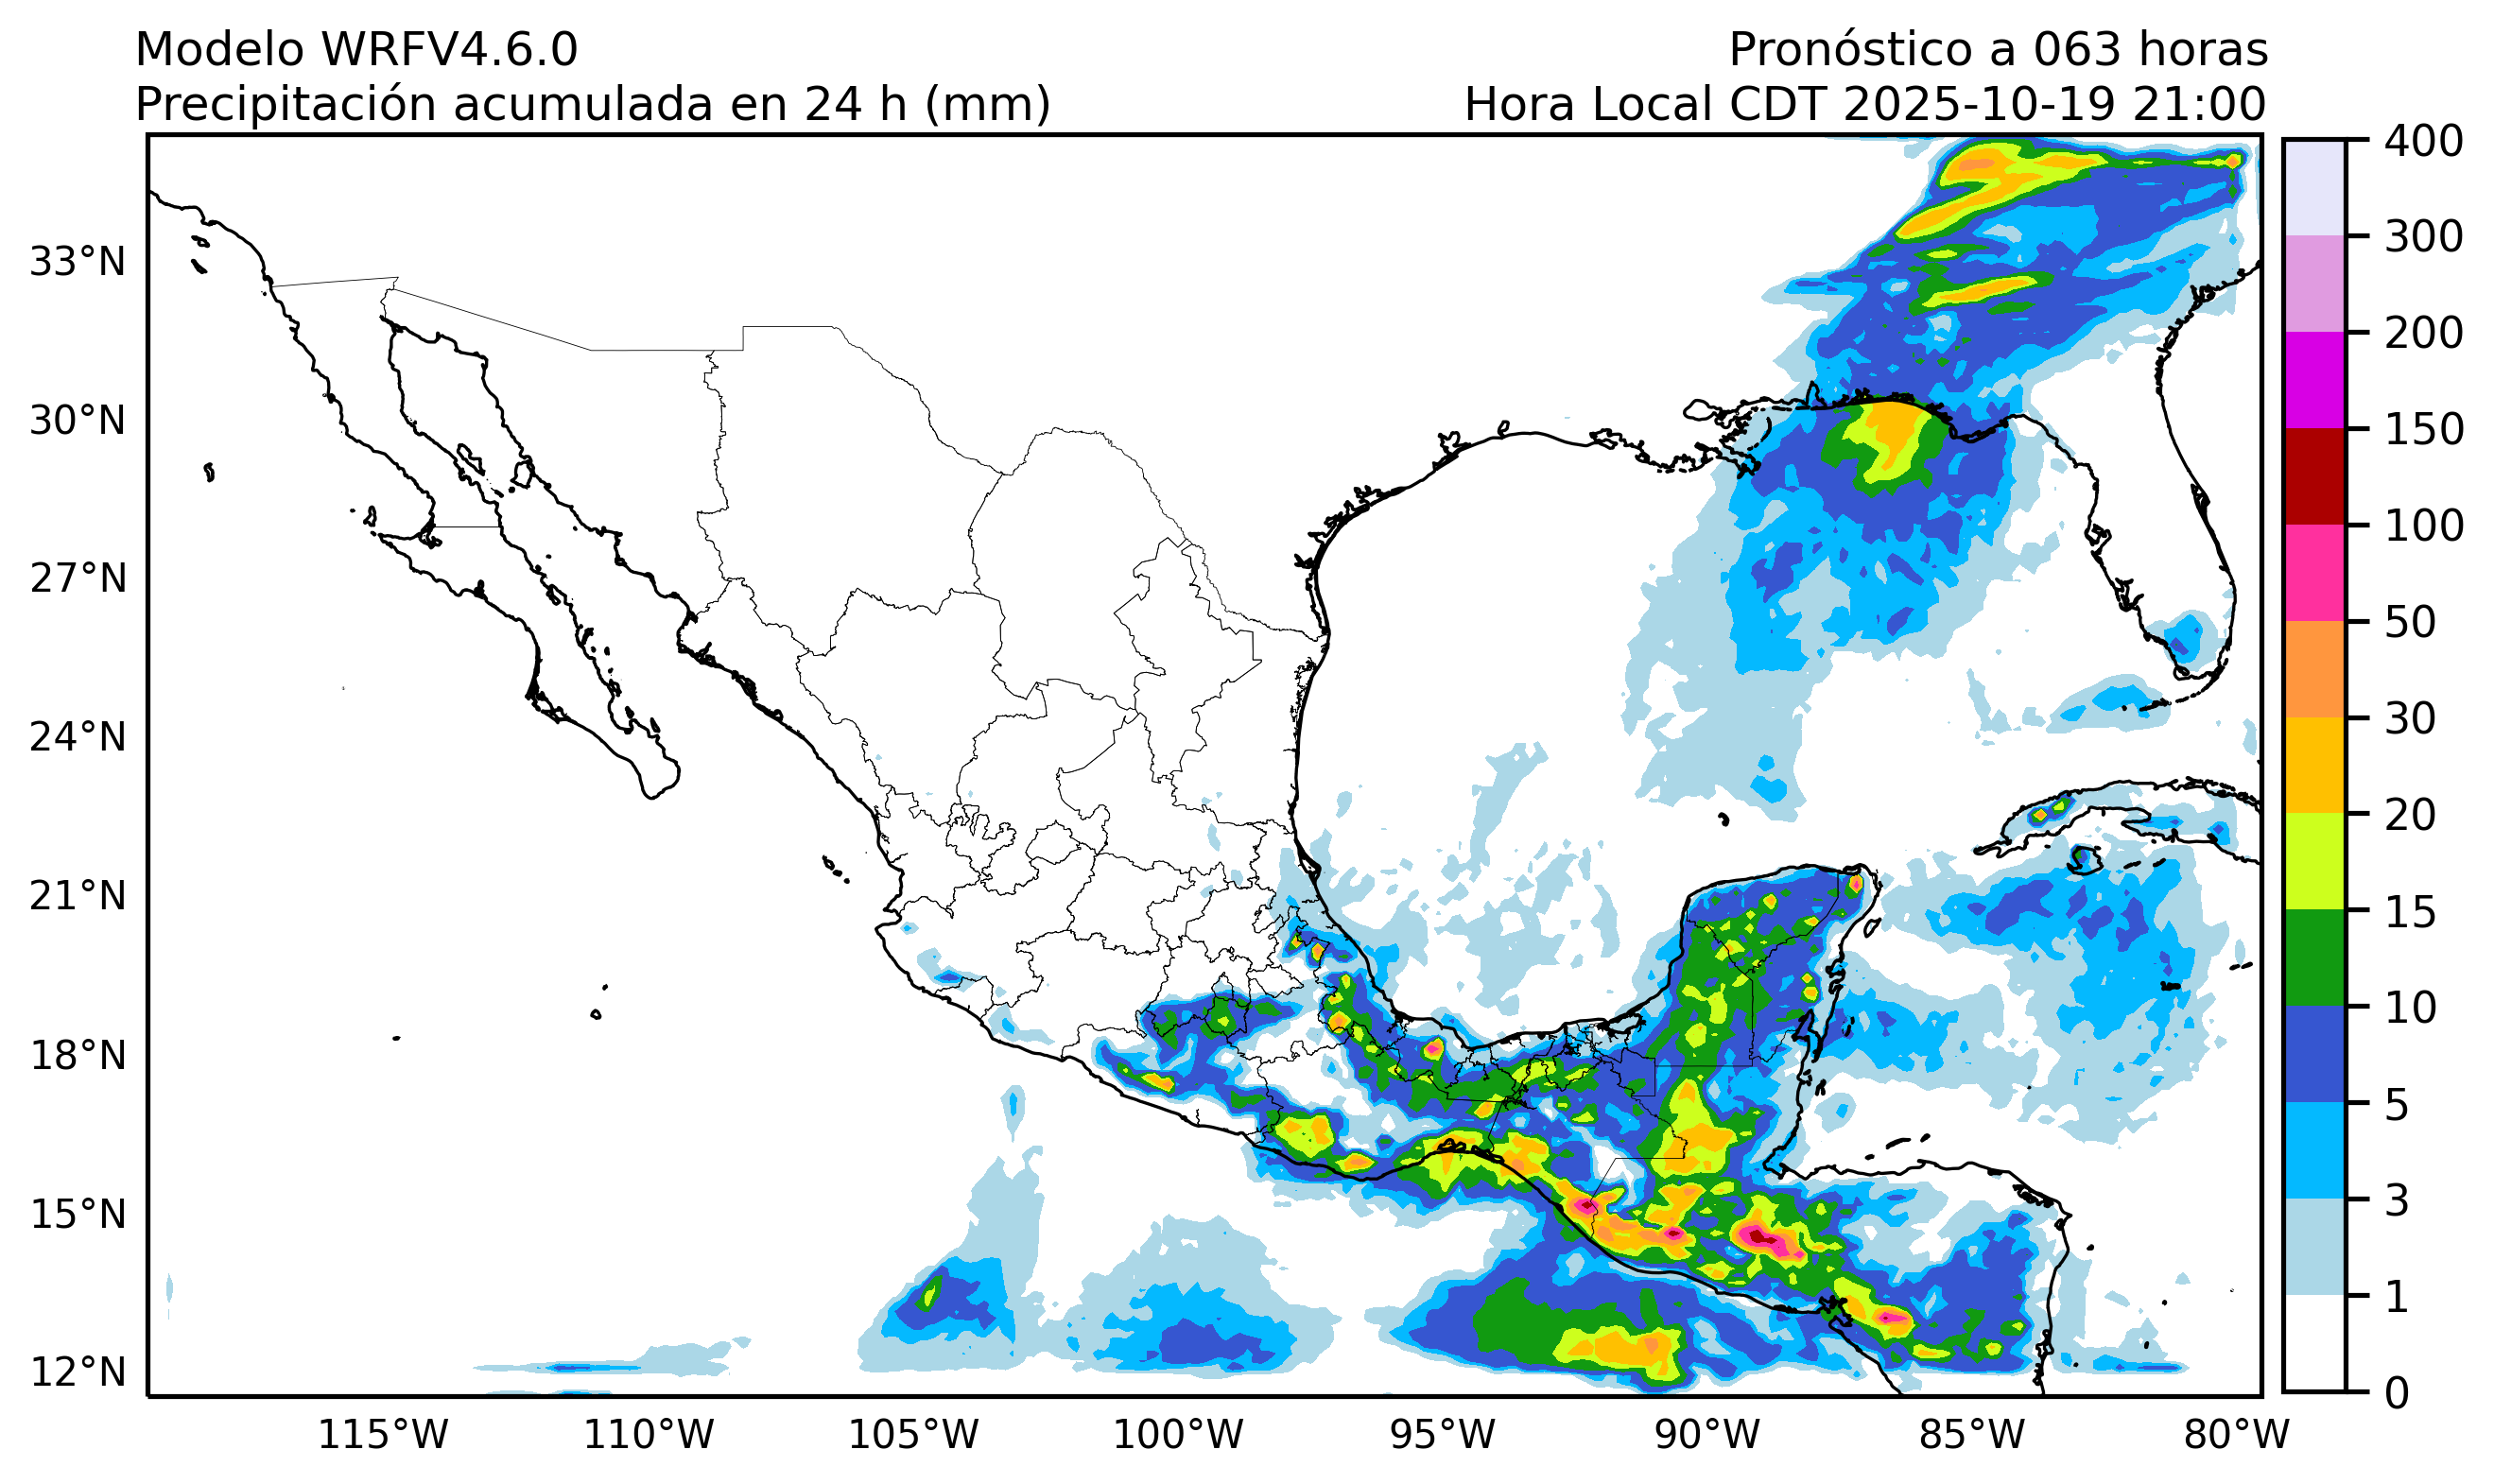 Modelo WRFV4.6.0
Pronóstico a 063 horas
Precipitación acumulada en 24 h (mm)
Hora Local CDT 2025-10-19 21:00
33°N
30°N
27°N
24°N
21°N
18°N
15°N
12°N
115°W
110°W
105°W
100°W
95°W
90°W
85°W
80°W
400
300
200
150
100
50
30
20
15
10
5
3
1
0